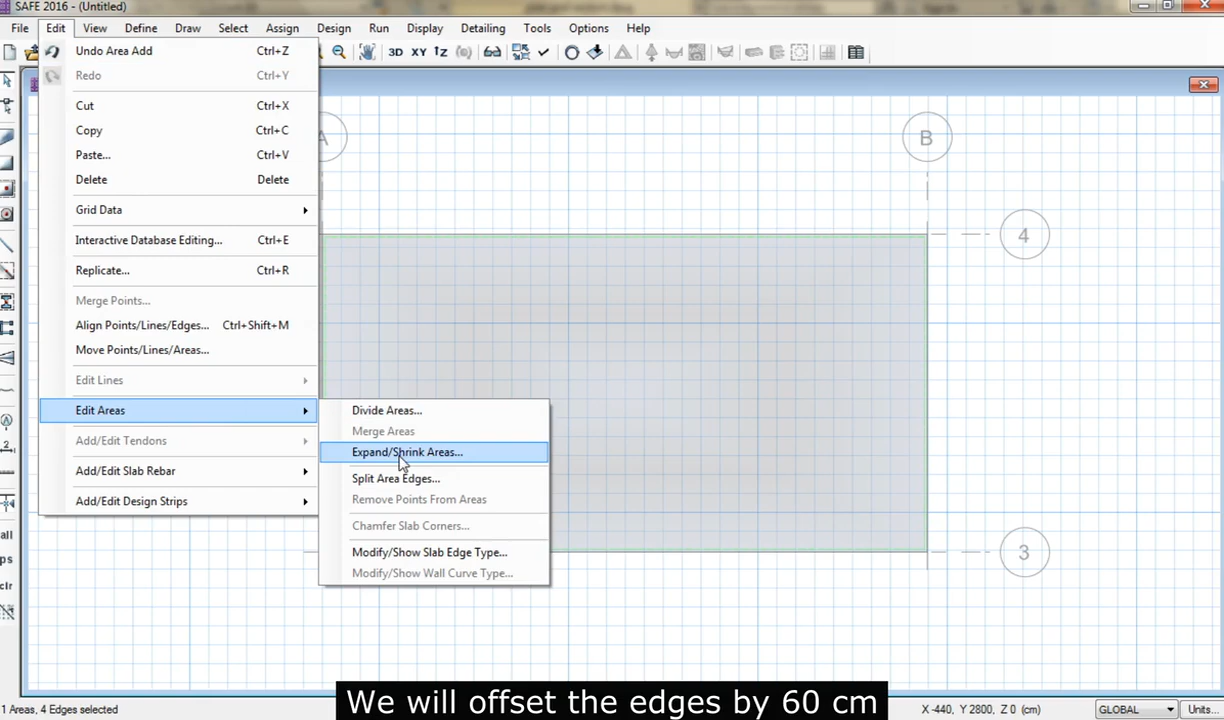 SAFE 2016 - (Untitled)
File Edit View Define Draw Select Assign Design Run Display Detailing Tools Options Help
3D XY
Undo Area Add Ctrl+Z
Redo Ctrl+Y
Cut Ctrl+X
Copy Ctrl+C
Paste... Ctrl+V
Delete Delete
Grid Data
Interactive Database Editing... Ctrl+E
Replicate... Ctrl+R
Merge Points...
Align Points/Lines/Edges... Ctrl+Shift+M
Move Points/Lines/Areas...
Edit Lines
Edit Areas
Add/Edit Tendons
Add/Edit Slab Rebar
Add/Edit Design Strips
Divide Areas...
Merge Areas
Expand/Shrink Areas...
Split Area Edges...
Remove Points From Areas
Chamfer Slab Corners...
Modify/Show Slab Edge Type...
Modify/Show Wall Curve Type...
A
B
4
3
all
ps
clr
We will offset the edges by 60 cm
1 Areas, 4 Edges selected
X -440, Y 2800, Z 0 (cm)
GLOBAL
Units...